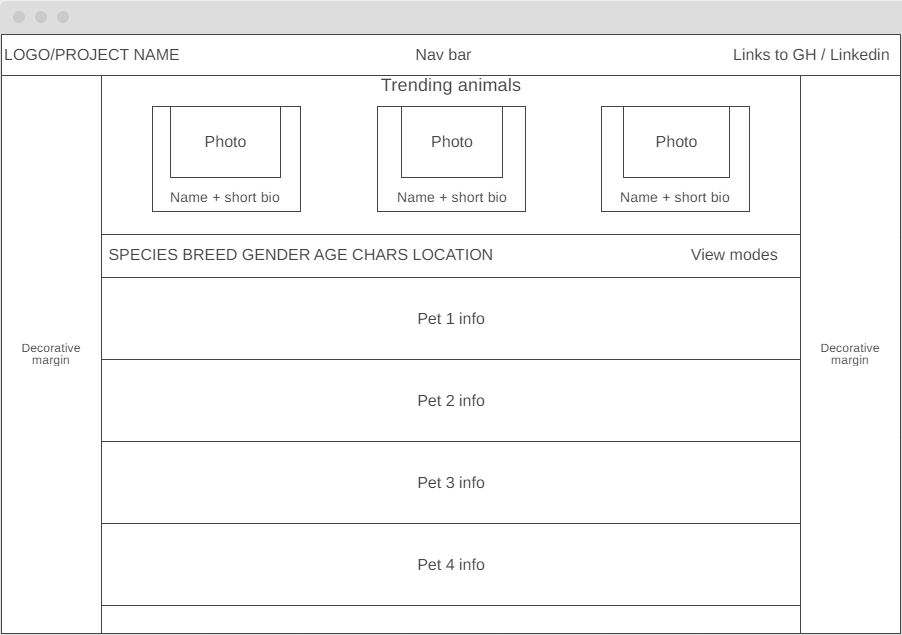 LOGO/PROJECT NAME Nav bar Links to GH / Linkedin
Trending animals
Photo Photo Photo
Name + short bio Name + short bio Name + short bio
SPECIES BREED GENDER AGE CHARS LOCATION View modes
Pet 1 info
Decorative
margin
Decorative
margin
Pet 2 info
Pet 3 info
Pet 4 info